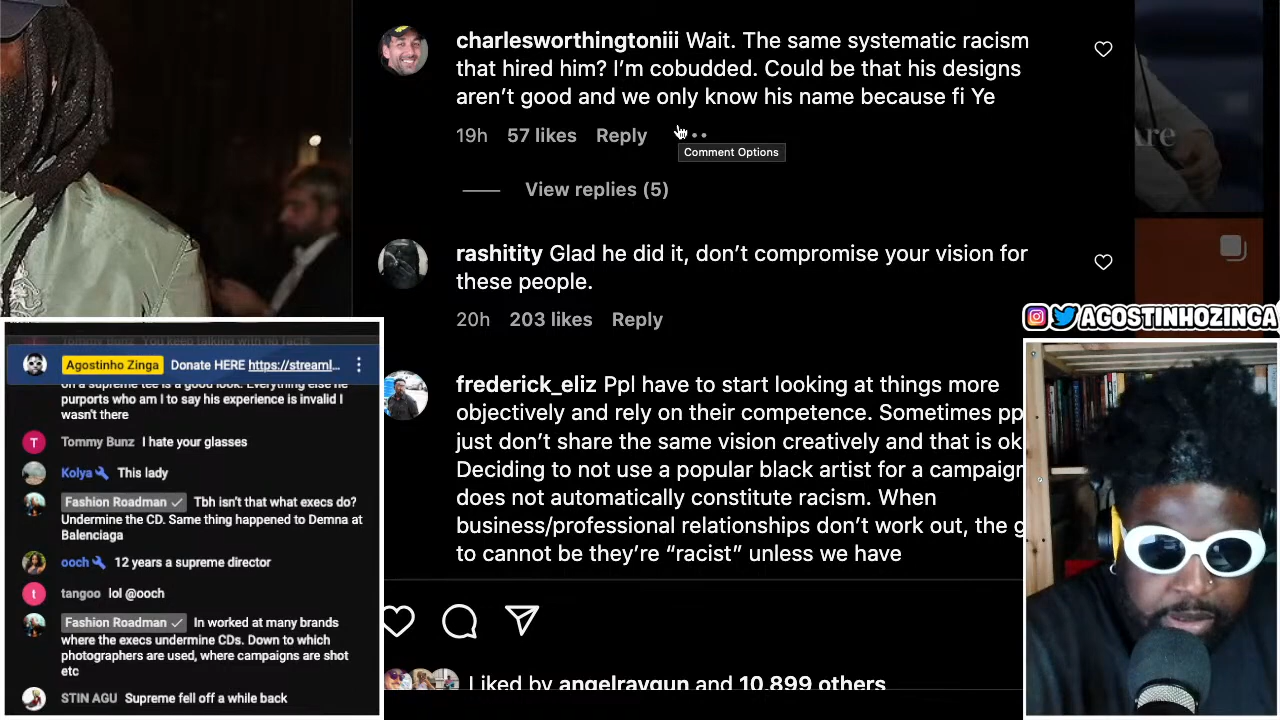 charlesworthingtoniii Wait. The same systematic racism
that hired him? I'm cobudded. Could be that his designs
aren't good and we only know his name because fi Ye
19h 57 likes Reply
Comment Options
View replies (5)
rashitity Glad he did it, don't compromise your vision for
these people.
20h 203 likes Reply
frederick_eliz Ppl have to start looking at things more
objectively and rely on their competence. Sometimes pp
just don't share the same vision creatively and that is ok
Deciding to not use a popular black artist for a campaign
does not automatically constitute racism. When
business/professional relationships don't work out, the g
to cannot be they're "racist" unless we have
Liked by angelraygun and 10,899 others
Are
AGOSTINHOZINGA
Tommy Bunz You keep talking with no facts
Agostinho Zinga Donate HERE https://streaml...
on a supreme tee is a good look. Everything else he
purports who am I to say his experience is invalid I
wasn't there
T Tommy Bunz I hate your glasses
Kolya This lady
Fashion Roadman Tbh isn't that what execs do?
Undermine the CD. Same thing happened to Demna at
Balenciaga
ooch 12 years a supreme director
t tangoo lol @ooch
Fashion Roadman In worked at many brands
where the execs undermine CDs. Down to which
photographers are used, where campaigns are shot
etc
STIN AGU Supreme fell off a while back